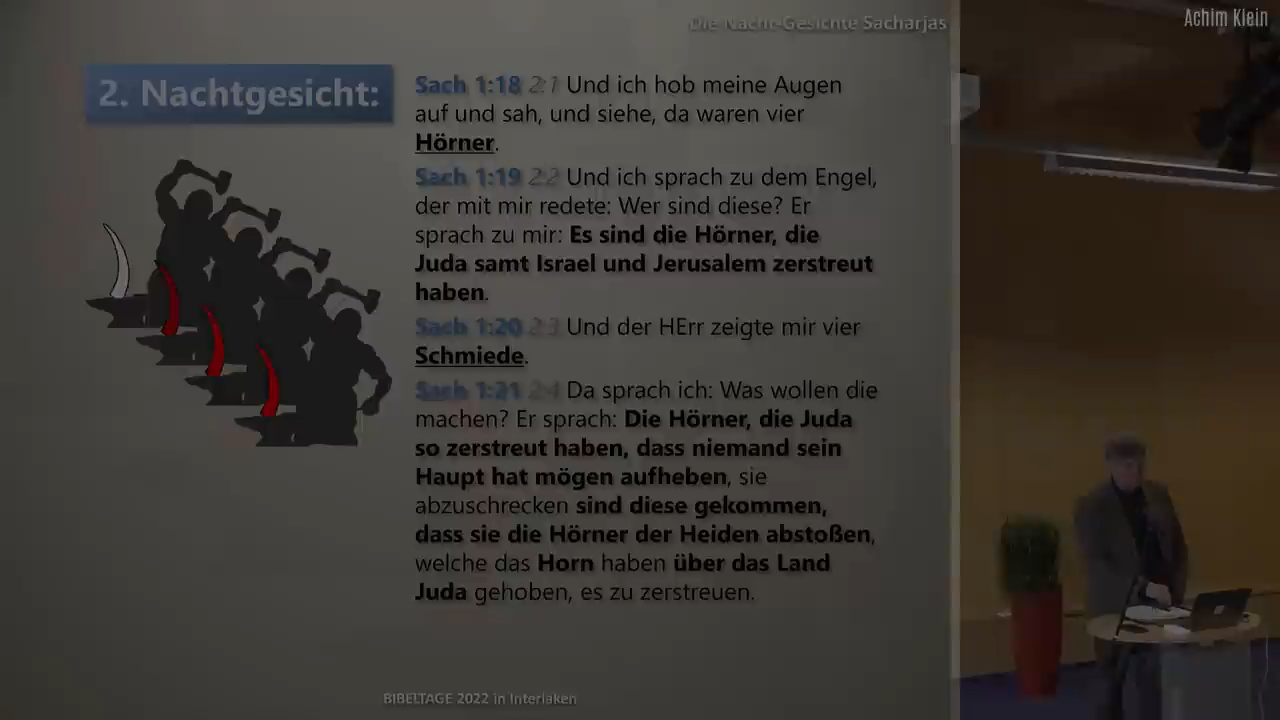 Die Nacht-Gesichte Sacharjas
Achim Klein
2. Nachtgesicht:
Sach 1:18 2:1 Und ich hob meine Augen
auf und sah, und siehe, da waren vier
Hörner.
Sach 1:19 2:2 Und ich sprach zu dem Engel,
der mit mir redete: Wer sind diese? Er
sprach zu mir: Es sind die Hörner, die
Juda samt Israel und Jerusalem zerstreut
haben.
Sach 1:20 2:3 Und der HErr zeigte mir vier
Schmiede.
Sach 1:21 2:4 Da sprach ich: Was wollen die
machen? Er sprach: Die Hörner, die Juda
so zerstreut haben, dass niemand sein
Haupt hat mögen aufheben, sie
abzuschrecken sind diese gekommen,
dass sie die Hörner der Heiden abstoßen,
welche das Horn haben über das Land
Juda gehoben, es zu zerstreuen.
BIBELTAGE 2022 in Interlaken